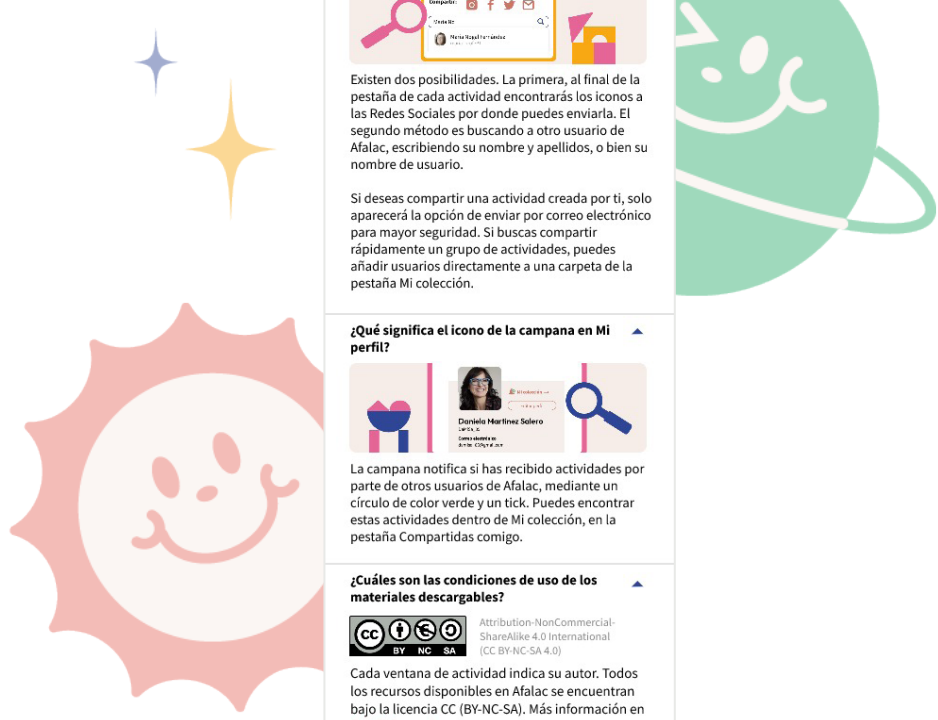 Compartir:
María No
María Nogal Fernández
Existen dos posibilidades. La primera, al final de la
pestaña de cada actividad encontrarás los iconos a
las Redes Sociales por donde puedes enviarla. El
segundo método es buscando a otro usuario de
Afalac, escribiendo su nombre y apellidos, o bien su
nombre de usuario.
Si deseas compartir una actividad creada por ti, solo
aparecerá la opción de enviar por correo electrónico
para mayor seguridad. Si buscas compartir
rápidamente un grupo de actividades, puedes
añadir usuarios directamente a una carpeta de la
pestaña Mi colección.
¿Qué significa el icono de la campana en Mi
perfil?
Daniela Martínez Salero
La campana notifica si has recibido actividades por
parte de otros usuarios de Afalac, mediante un
círculo de color verde y un tick. Puedes encontrar
estas actividades dentro de Mi colección, en la
pestaña Compartidas comigo.
¿Cuáles son las condiciones de uso de los
materiales descargables?
cc
BY NC SA
Attribution-NonCommercial-
ShareAlike 4.0 International
(CC BY-NC-SA 4.0)
Cada ventana de actividad indica su autor. Todos
los recursos disponibles en Afalac se encuentran
bajo la licencia CC (BY-NC-SA). Más información en